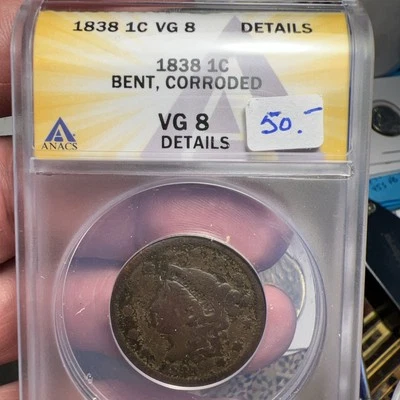 1838 1C VG 8 DETAILS
1838 1C
BENT, CORRODED
VG 8
DETAILS
ANACS
50.-